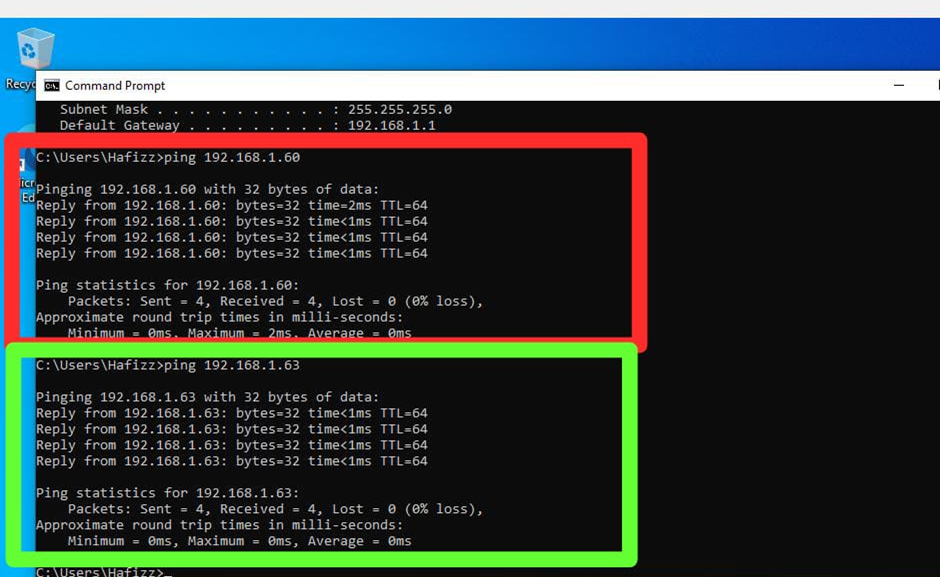 Command Prompt
Subnet Mask . . . . . . . . . . . : 255.255.255.0
Default Gateway . . . . . . . . . : 192.168.1.1
C:\Users\Hafizz>ping 192.168.1.60
Pinging 192.168.1.60 with 32 bytes of data:
Reply from 192.168.1.60: bytes=32 time=2ms TTL=64
Reply from 192.168.1.60: bytes=32 time<1ms TTL=64
Reply from 192.168.1.60: bytes=32 time<1ms TTL=64
Reply from 192.168.1.60: bytes=32 time<1ms TTL=64
Ping statistics for 192.168.1.60:
Packets: Sent = 4, Received = 4, Lost = 0 (0% loss),
Approximate round trip times in milli-seconds:
Minimum = 0ms, Maximum = 2ms, Average = 0ms
C:\Users\Hafizz>ping 192.168.1.63
Pinging 192.168.1.63 with 32 bytes of data:
Reply from 192.168.1.63: bytes=32 time<1ms TTL=64
Reply from 192.168.1.63: bytes=32 time<1ms TTL=64
Reply from 192.168.1.63: bytes=32 time<1ms TTL=64
Reply from 192.168.1.63: bytes=32 time<1ms TTL=64
Ping statistics for 192.168.1.63:
Packets: Sent = 4, Received = 4, Lost = 0 (0% loss),
Approximate round trip times in milli-seconds:
Minimum = 0ms, Maximum = 0ms, Average = 0ms
C:\Users\Hafizz>_